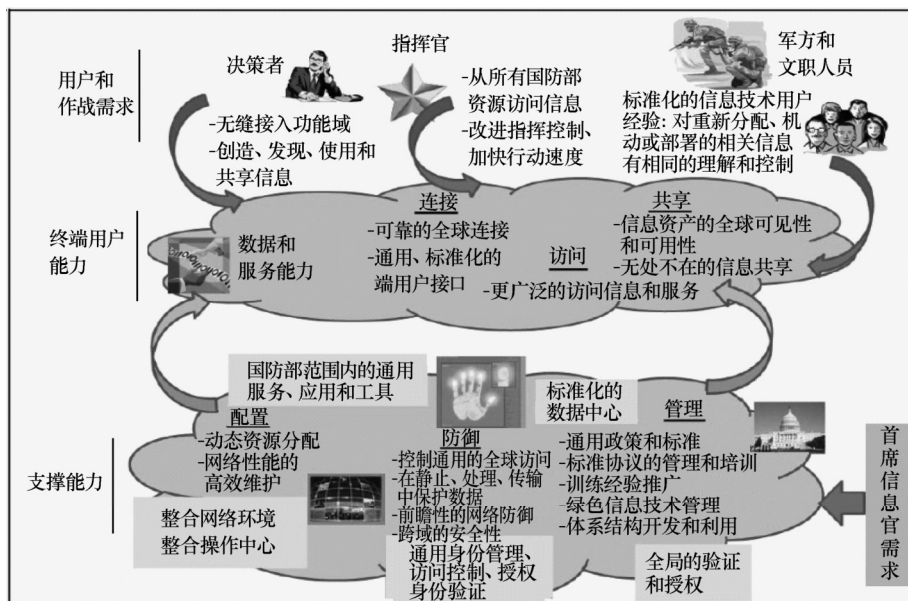 用户和
作战需求
决策者
-无缝接入功能域
-创造、发现、使用和
共享信息
指挥官
-从所有国防部
资源访问信息
-改进指挥控制、
加快行动速度
军方和
文职人员
标准化的信息技术用户
经验: 对重新分配、机
动或部署的相关信息
有相同的理解和控制
终端用户
能力
数据和
服务能力
连接
-可靠的全球连接
-通用、标准化的
端用户接口
访问
-更广泛的访问信息和服务
共享
-信息资产的全球可见性
和可用性
-无处不在的信息共享
支撑能力
国防部范围内的通用
服务、应用和工具
配置
-动态资源分配
-网络性能的
高效维护
整合网络环境
整合操作中心
防御
-控制通用的全球访问
-在静止、处理、传输
中保护数据
-前瞻性的网络防御
-跨域的安全性
通用身份管理、
访问控制、授权
身份验证
标准化的
数据中心
管理
-通用政策和标准
-标准协议的管理和培训
-训练经验推广
-绿色信息技术管理
-体系结构开发和利用
全局的验证
和授权
首席信息官需求